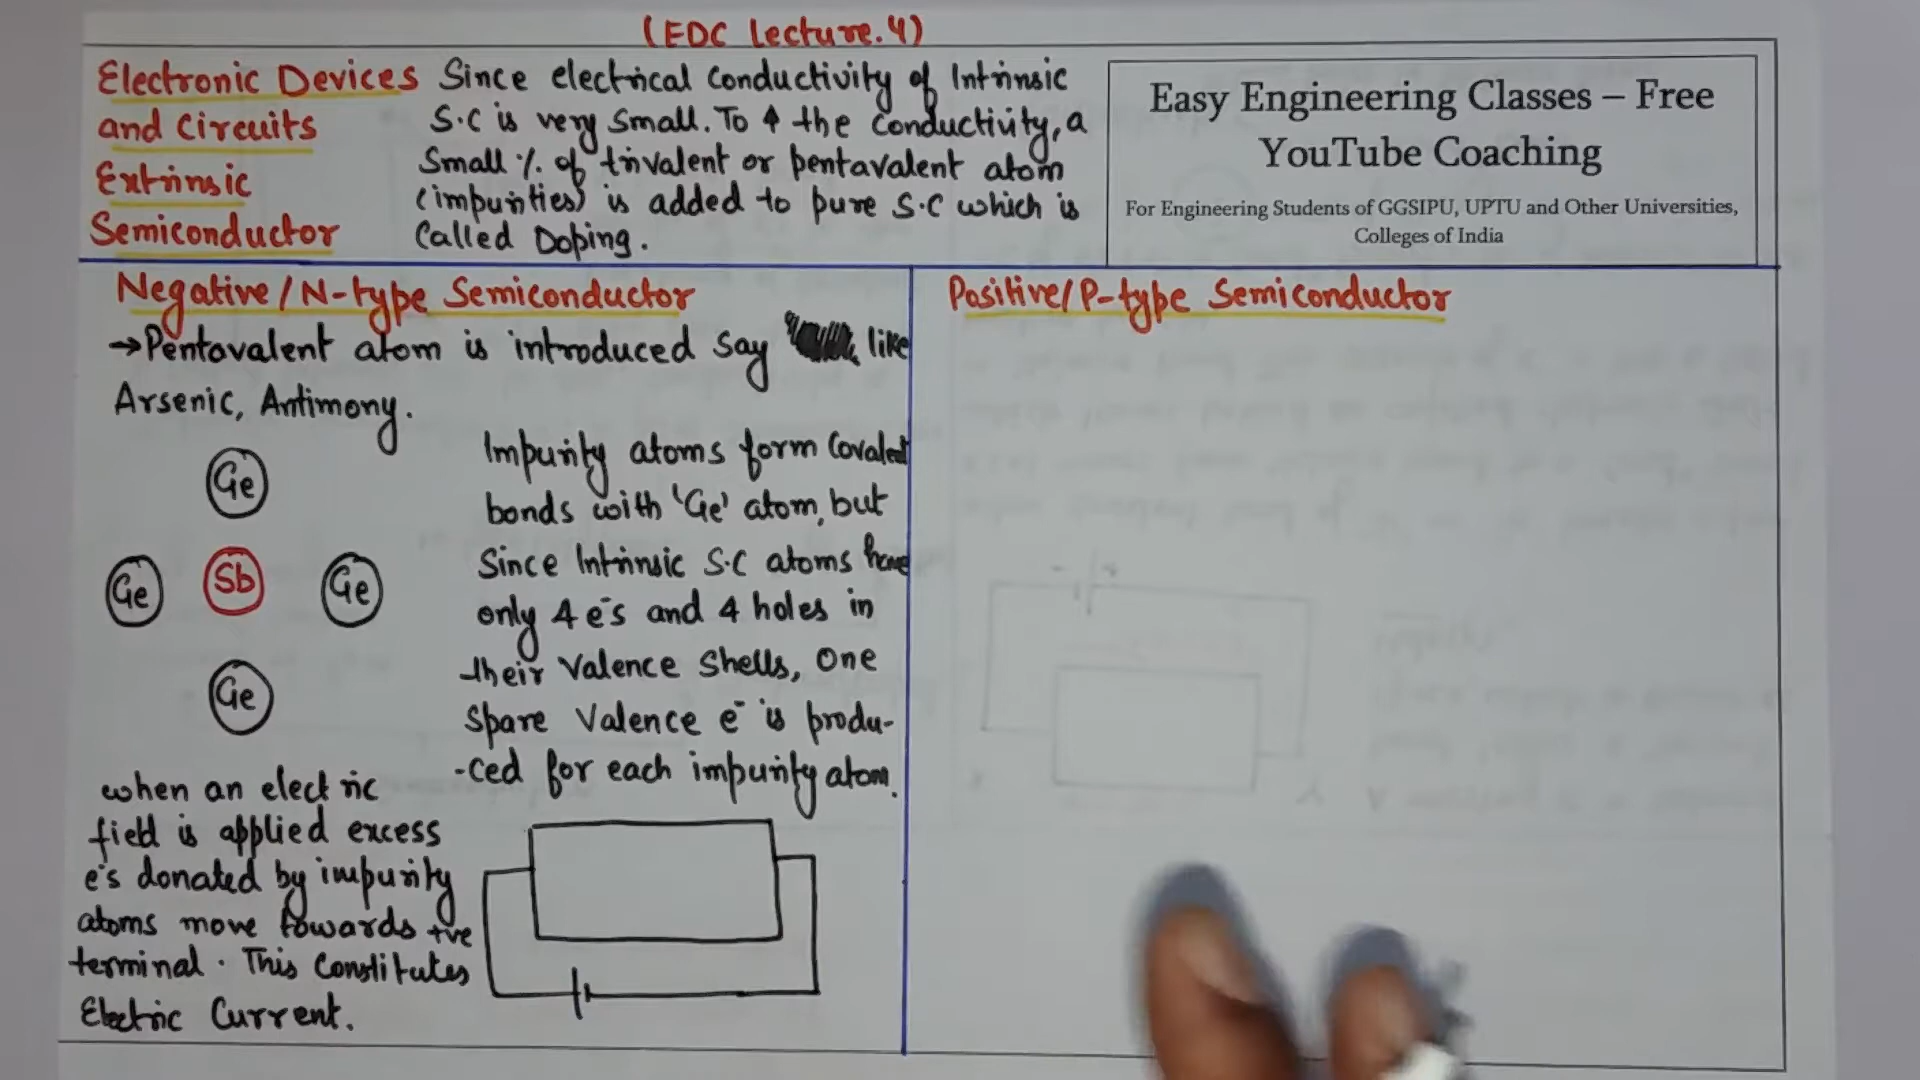 (EDC Lecture.4)
Electronic Devices
and Circuits
Extrinsic
Semiconductor
Since electrical Conductivity of Intrinsic
S.C is very small. To ↑ the Conductivity, a
Small % of trivalent or pentavalent atom
(impurities) is added to pure S.C which is
Called Doping.
Easy Engineering Classes – Free
YouTube Coaching
For Engineering Students of GGSIPU, UPTU and Other Universities,
Colleges of India
Negative/N-type Semiconductor
→Pentavalent atom is introduced say like
Arsenic, Antimony.
Ge
Ge Sb Ge
Ge
Impurity atoms form Covalent
bonds with 'Ge' atom, but
Since Intrinsic S.C atoms have
only 4 e⁻s and 4 holes in
their Valence Shells, One
Spare Valence e⁻ is produ-
-ced for each impurity atom.
when an electric
field is applied excess
e⁻s donated by impurity
atoms move towards +ve
terminal. This Constitutes
Electric Current.
Positive/P-type Semiconductor